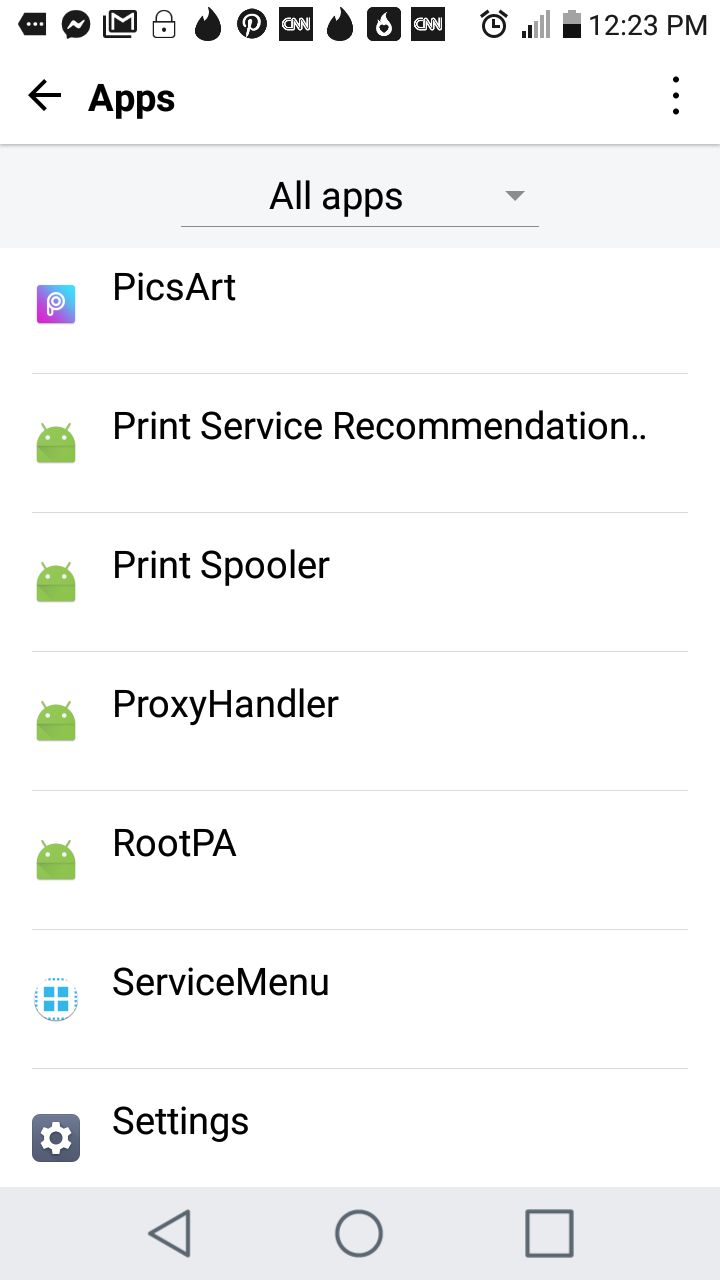 CNN CNN 12:23 PM
Apps
All apps
PicsArt
Print Service Recommendation..
Print Spooler
ProxyHandler
RootPA
ServiceMenu
Settings